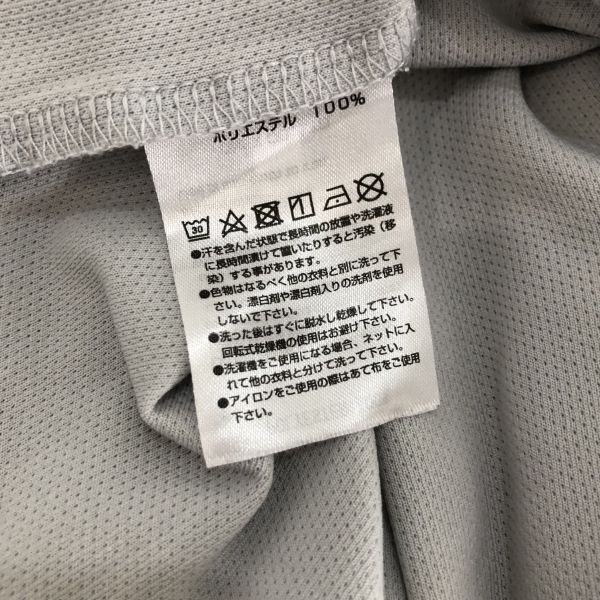 ポリエステル 100%
30
●汗を含んだ状態で長時間の放置や洗濯液
に長時間漬けて置いたりすると汚染（移
染）する事があります。
●色物はなるべく他の衣料と別に洗って下
さい。漂白剤や漂白剤入りの洗剤を使用
しないで下さい。
●洗った後はすぐに脱水し乾燥して下さい。
回転式乾燥機の使用はお避け下さい。
●洗濯機をご使用になる場合、ネットに入
れて他の衣料と分けて洗って下さい。
●アイロンをご使用の際はあて布をご使用
下さい。